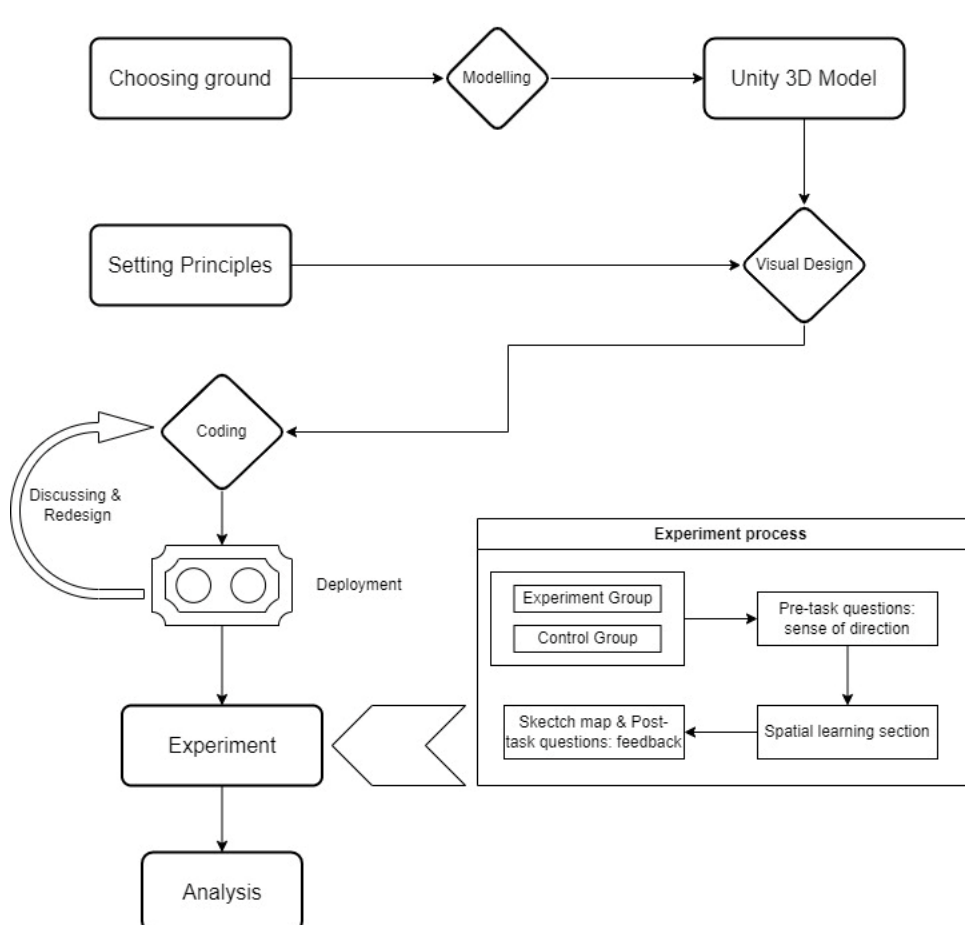 Choosing ground
Modelling
Unity 3D Model
Setting Principles
Visual Design
Coding
Discussing &
Redesign
Deployment
Experiment process
Experiment Group
Control Group
Pre-task questions:
sense of direction
Skectch map & Post-
task questions: feedback
Spatial learning section
Experiment
Analysis